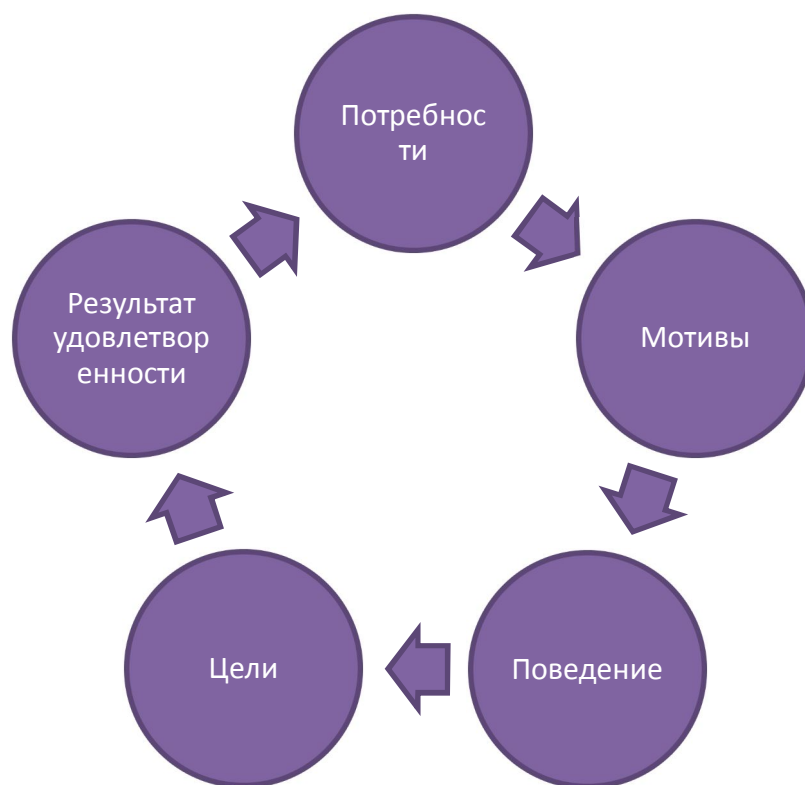 Потребнос
ти
Мотивы
Поведение
Цели
Результат
удовлетвор
енности